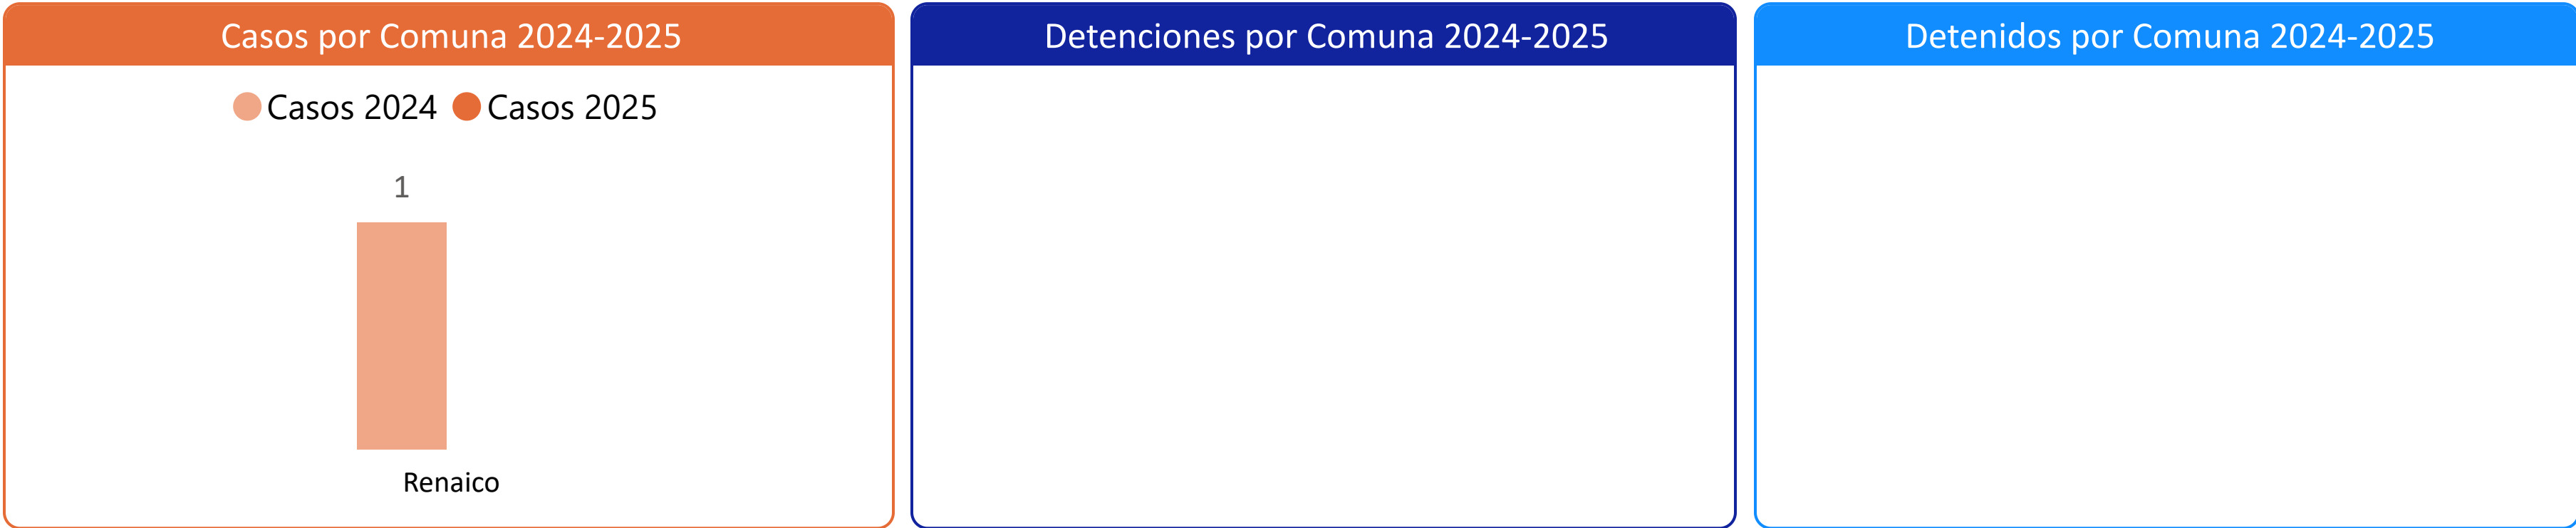 Casos por Comuna 2024-2025
Casos 2024 Casos 2025
1
Renaico
Detenciones por Comuna 2024-2025
Detenidos por Comuna 2024-2025